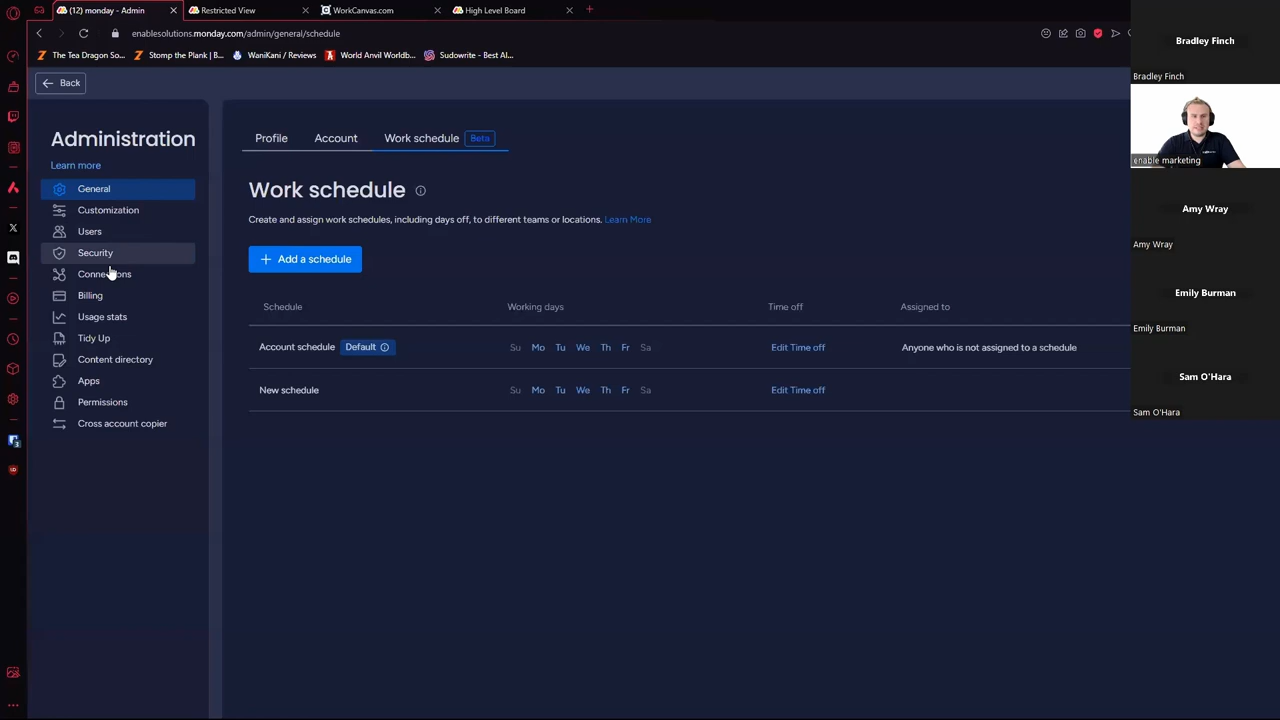 (12) monday - Admin
Restricted View
WorkCanvas.com
High Level Board
enablesolutions.monday.com/admin/general/schedule
The Tea Dragon So...
Stomp the Plank | B...
WaniKani / Reviews
World Anvil Worldb...
Sudowrite - Best AI...
Back
Administration
Learn more
General
Customization
Users
Security
Connections
Billing
Usage stats
Tidy Up
Content directory
Apps
Permissions
Cross account copier
Profile
Account
Work schedule
Beta
Work schedule
Create and assign work schedules, including days off, to different teams or locations. Learn More
+ Add a schedule
Schedule
Working days
Time off
Assigned to
Account schedule Default
Su Mo Tu We Th Fr Sa
Edit Time off
Anyone who is not assigned to a schedule
New schedule
Su Mo Tu We Th Fr Sa
Edit Time off
Bradley Finch
Bradley Finch
enable marketing
Amy Wray
Amy Wray
Emily Burman
Emily Burman
Sam O'Hara
Sam O'Hara